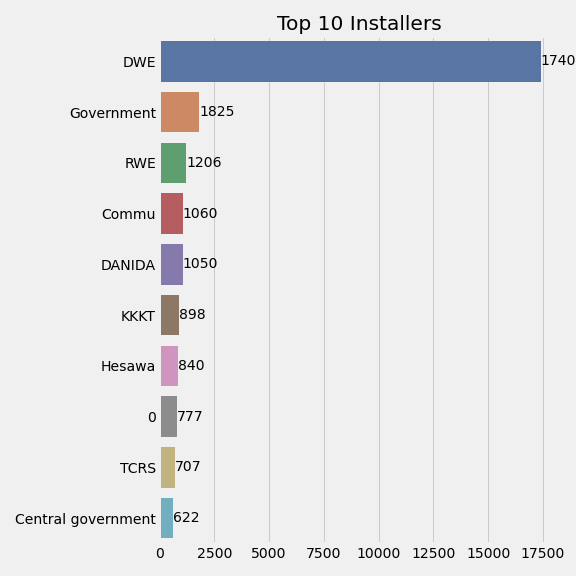 Top 10 Installers
DWE 1740
Government 1825
RWE 1206
Commu 1060
DANIDA 1050
KKKT 898
Hesawa 840
0 777
TCRS 707
Central government 622
0 2500 5000 7500 10000 12500 15000 17500